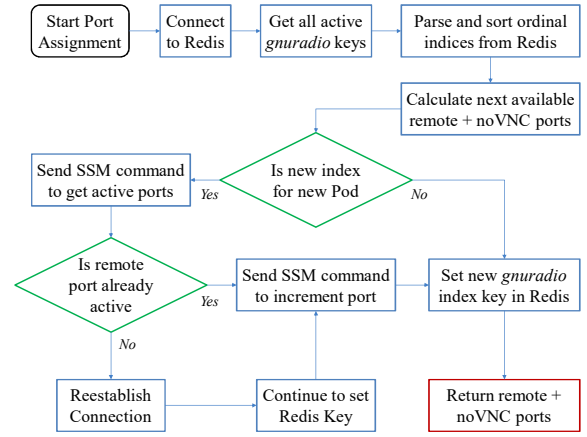 Start Port
Assignment
Connect
to Redis
Get all active
gnuradio keys
Parse and sort ordinal
indices from Redis
Calculate next available
remote + noVNC ports
Is new index
for new Pod
Yes
No
Send SSM command
to get active ports
Is remote
port already
active
Yes
No
Send SSM command
to increment port
Set new gnuradio
index key in Redis
Reestablish
Connection
Continue to set
Redis Key
Return remote +
noVNC ports